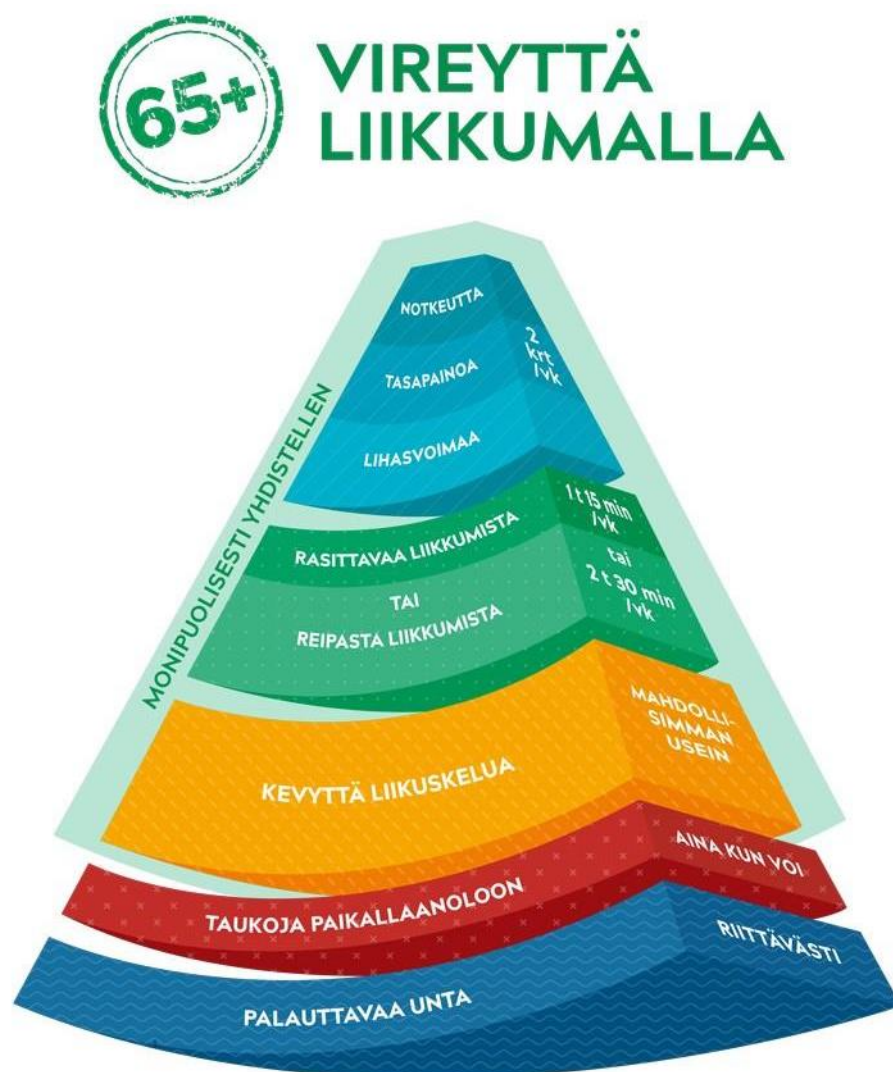 65+
VIREYTTÄ
LIIKKUMALLA
MONIPUOLISESTI YHDISTELLEN
NOTKEUTTA
TASAPAINOA
LIHASVOIMAA
2
krt
/vk
RASITTAVAA LIIKKUMISTA
TAI
REIPASTA LIIKKUMISTA
1 t 15 min
/vk
tai
2 t 30 min
/vk
KEVYTTÄ LIIKUSKELUA
MAHDOLLI-
SIMMAN
USEIN
TAUKOJA PAIKALLAANOLOON
AINA KUN VOI
PALAUTTAVAA UNTA
RIITTÄVÄSTI